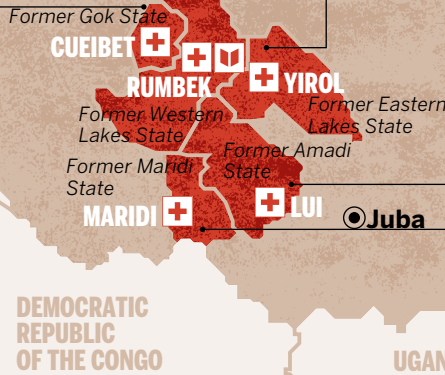 Former Gok State
CUEIBET
RUMBEK
YIROL
Former Western
Lakes State
Former Eastern
Lakes State
Former Maridi
State
Former Amadi
State
MARIDI
LUI
Juba
DEMOCRATIC
REPUBLIC
OF THE CONGO
UGAN